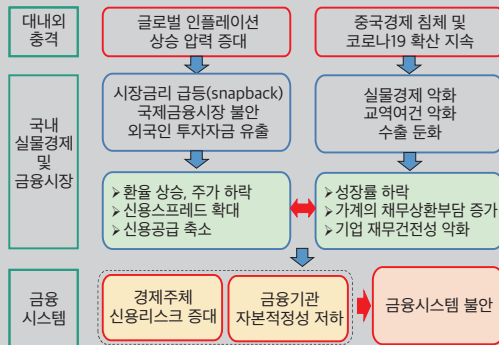 대내외
충격
글로벌 인플레이션
상승 압력 증대
중국경제 침체 및
코로나19 확산 지속
국내
실물경제
및
금융시장
시장금리 급등(snapback)
국제금융시장 불안
외국인 투자자금 유출
실물경제 악화
교역여건 악화
수출 둔화
➢환율 상승, 주가 하락
➢신용스프레드 확대
➢신용공급 축소
➢성장률 하락
➢가계의 채무상환부담 증가
➢기업 재무건전성 악화
금융
시스템
경제주체
신용리스크 증대
금융기관
자본적정성 저하
금융시스템 불안